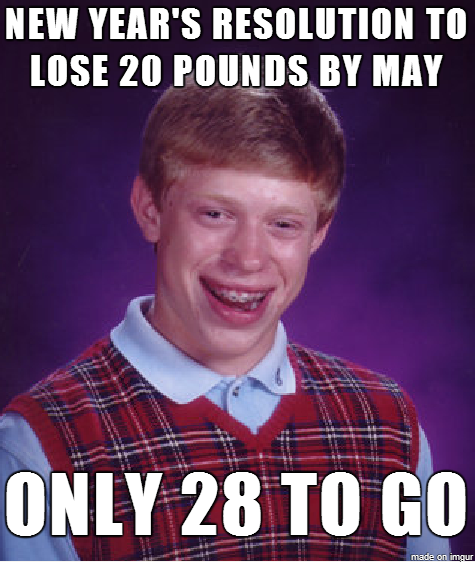 NEW YEAR'S RESOLUTION TO
LOSE 20 POUNDS BY MAY
ONLY 28 TO GO
made on imgur